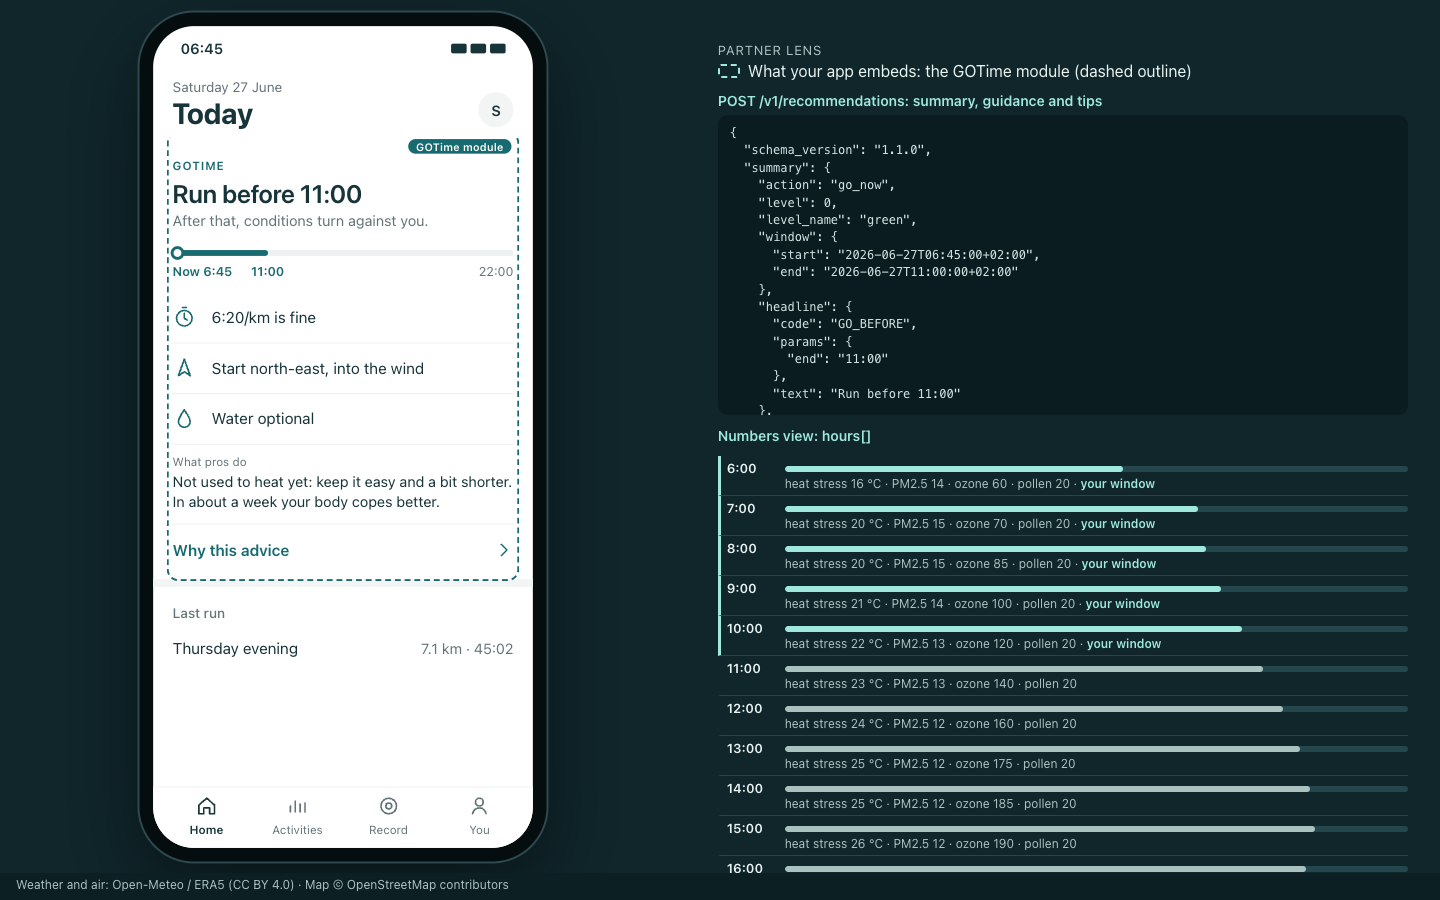 06:45
Saturday 27 June
Today
S
GOTime module
GOTIME
Run before 11:00
After that, conditions turn against you.
Now 6:45 11:00 22:00
6:20/km is fine
Start north-east, into the wind
Water optional
What pros do
Not used to heat yet: keep it easy and a bit shorter.
In about a week your body copes better.
Why this advice
Last run
Thursday evening 7.1 km · 45:02
Home Activities Record You
PARTNER LENS
What your app embeds: the GOTime module (dashed outline)
POST /v1/recommendations: summary, guidance and tips
{
"schema_version": "1.1.0",
"summary": {
"action": "go_now",
"level": 0,
"level_name": "green",
"window": {
"start": "2026-06-27T06:45:00+02:00",
"end": "2026-06-27T11:00:00+02:00"
},
"headline": {
"code": "GO_BEFORE",
"params": {
"end": "11:00"
},
"text": "Run before 11:00"
},
Numbers view: hours[]
6:00
heat stress 16 °C · PM2.5 14 · ozone 60 · pollen 20 · your window
7:00
heat stress 20 °C · PM2.5 15 · ozone 70 · pollen 20 · your window
8:00
heat stress 20 °C · PM2.5 15 · ozone 85 · pollen 20 · your window
9:00
heat stress 21 °C · PM2.5 14 · ozone 100 · pollen 20 · your window
10:00
heat stress 22 °C · PM2.5 13 · ozone 120 · pollen 20 · your window
11:00
heat stress 23 °C · PM2.5 13 · ozone 140 · pollen 20
12:00
heat stress 24 °C · PM2.5 12 · ozone 160 · pollen 20
13:00
heat stress 25 °C · PM2.5 12 · ozone 175 · pollen 20
14:00
heat stress 25 °C · PM2.5 12 · ozone 185 · pollen 20
15:00
heat stress 26 °C · PM2.5 12 · ozone 190 · pollen 20
16:00
Weather and air: Open-Meteo / ERA5 (CC BY 4.0) · Map © OpenStreetMap contributors